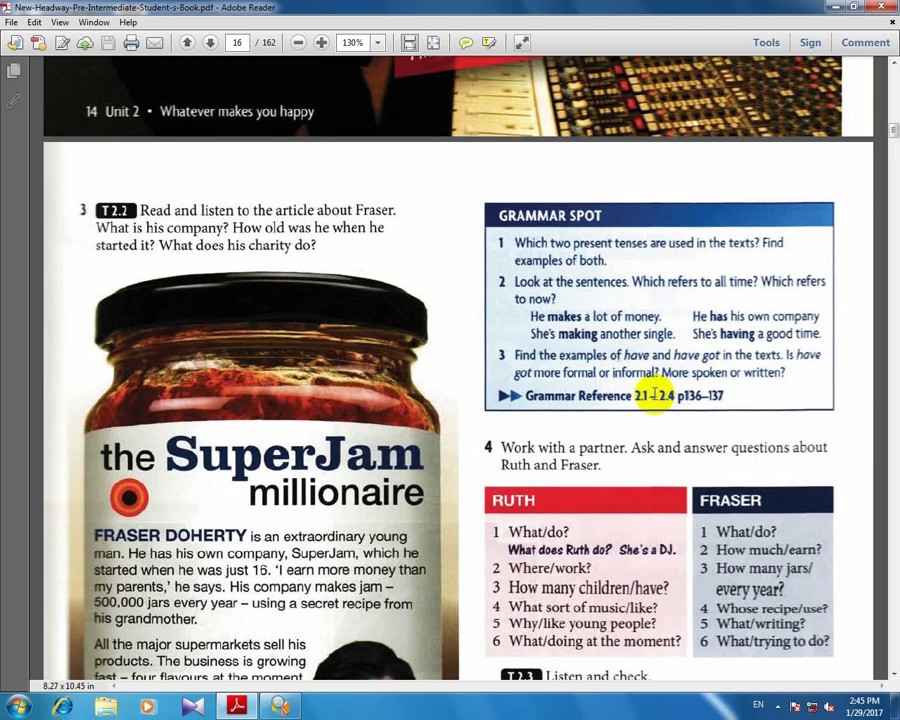 New-Headway-Pre-Intermediate-Student-s-Book.pdf - Adobe Reader
File Edit View Window Help
16 / 162 130% Tools Sign Comment
14 Unit 2 • Whatever makes you happy
3 T 2.2 Read and listen to the article about Fraser.
What is his company? How old was he when he
started it? What does his charity do?
the SuperJam
millionaire
FRASER DOHERTY is an extraordinary young
man. He has his own company, SuperJam, which he
started when he was just 16. ‘I earn more money than
my parents,’ he says. His company makes jam –
500,000 jars every year – using a secret recipe from
his grandmother.
All the major supermarkets sell his
products. The business is growing
fast – four flavours at the moment
GRAMMAR SPOT
1 Which two present tenses are used in the texts? Find
examples of both.
2 Look at the sentences. Which refers to all time? Which refers
to now?
He makes a lot of money. He has his own company
She's making another single. She's having a good time.
3 Find the examples of have and have got in the texts. Is have
got more formal or informal? More spoken or written?
Grammar Reference 2.1 – 2.4 p136–137
4 Work with a partner. Ask and answer questions about
Ruth and Fraser.
RUTH
1 What/do?
What does Ruth do? She's a DJ.
2 Where/work?
3 How many children/have?
4 What sort of music/like?
5 Why/like young people?
6 What/doing at the moment?
FRASER
1 What/do?
2 How much/earn?
3 How many jars/
every year?
4 Whose recipe/use?
5 What/writing?
6 What/trying to do?
T 2.3 Listen and check.
8.27 x 10.45 in
EN 2:45 PM
1/29/2017